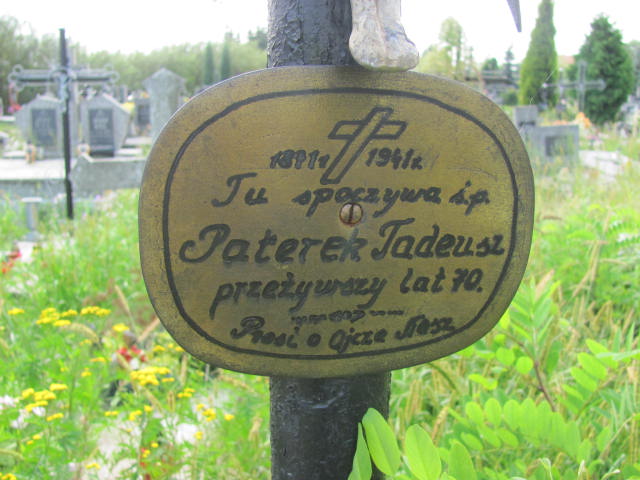 1871r 1941r.
Tu spoczywa ś.p.
Paterek Tadeusz
przeżywszy lat 70.
Prosi o Ojcze Nasz